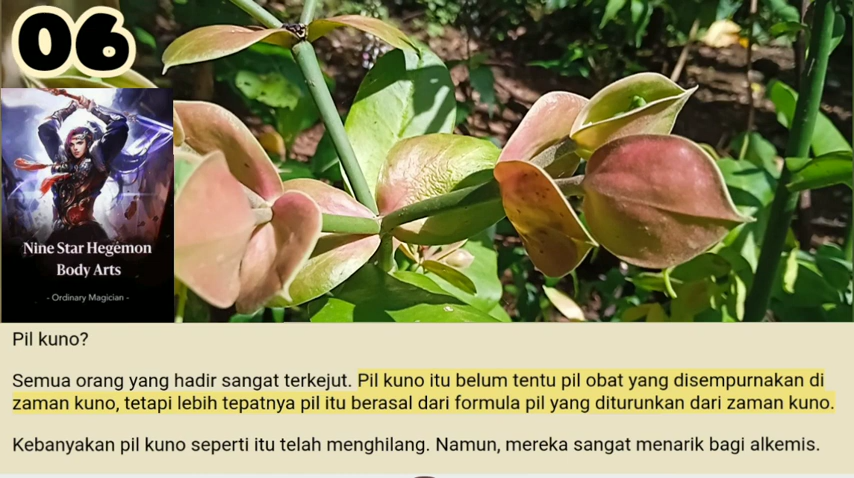 06
Nine Star Hegemon
Body Arts
- Ordinary Magician -
Pil kuno?
Semua orang yang hadir sangat terkejut. Pil kuno itu belum tentu pil obat yang disempurnakan di
zaman kuno, tetapi lebih tepatnya pil itu berasal dari formula pil yang diturunkan dari zaman kuno.
Kebanyakan pil kuno seperti itu telah menghilang. Namun, mereka sangat menarik bagi alkemis.